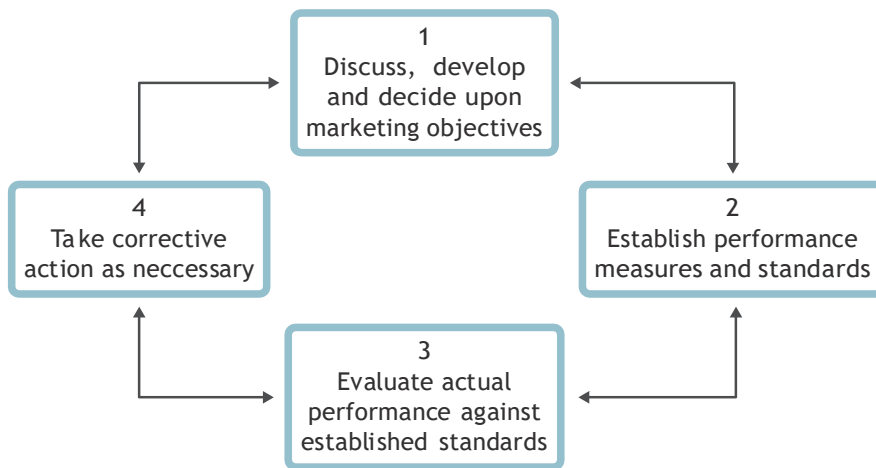 1
Discuss, develop
and decide upon
marketing objectives
2
Establish performance
measures and standards
3
Evaluate actual
performance against
established standards
4
Take corrective
action as neccessary